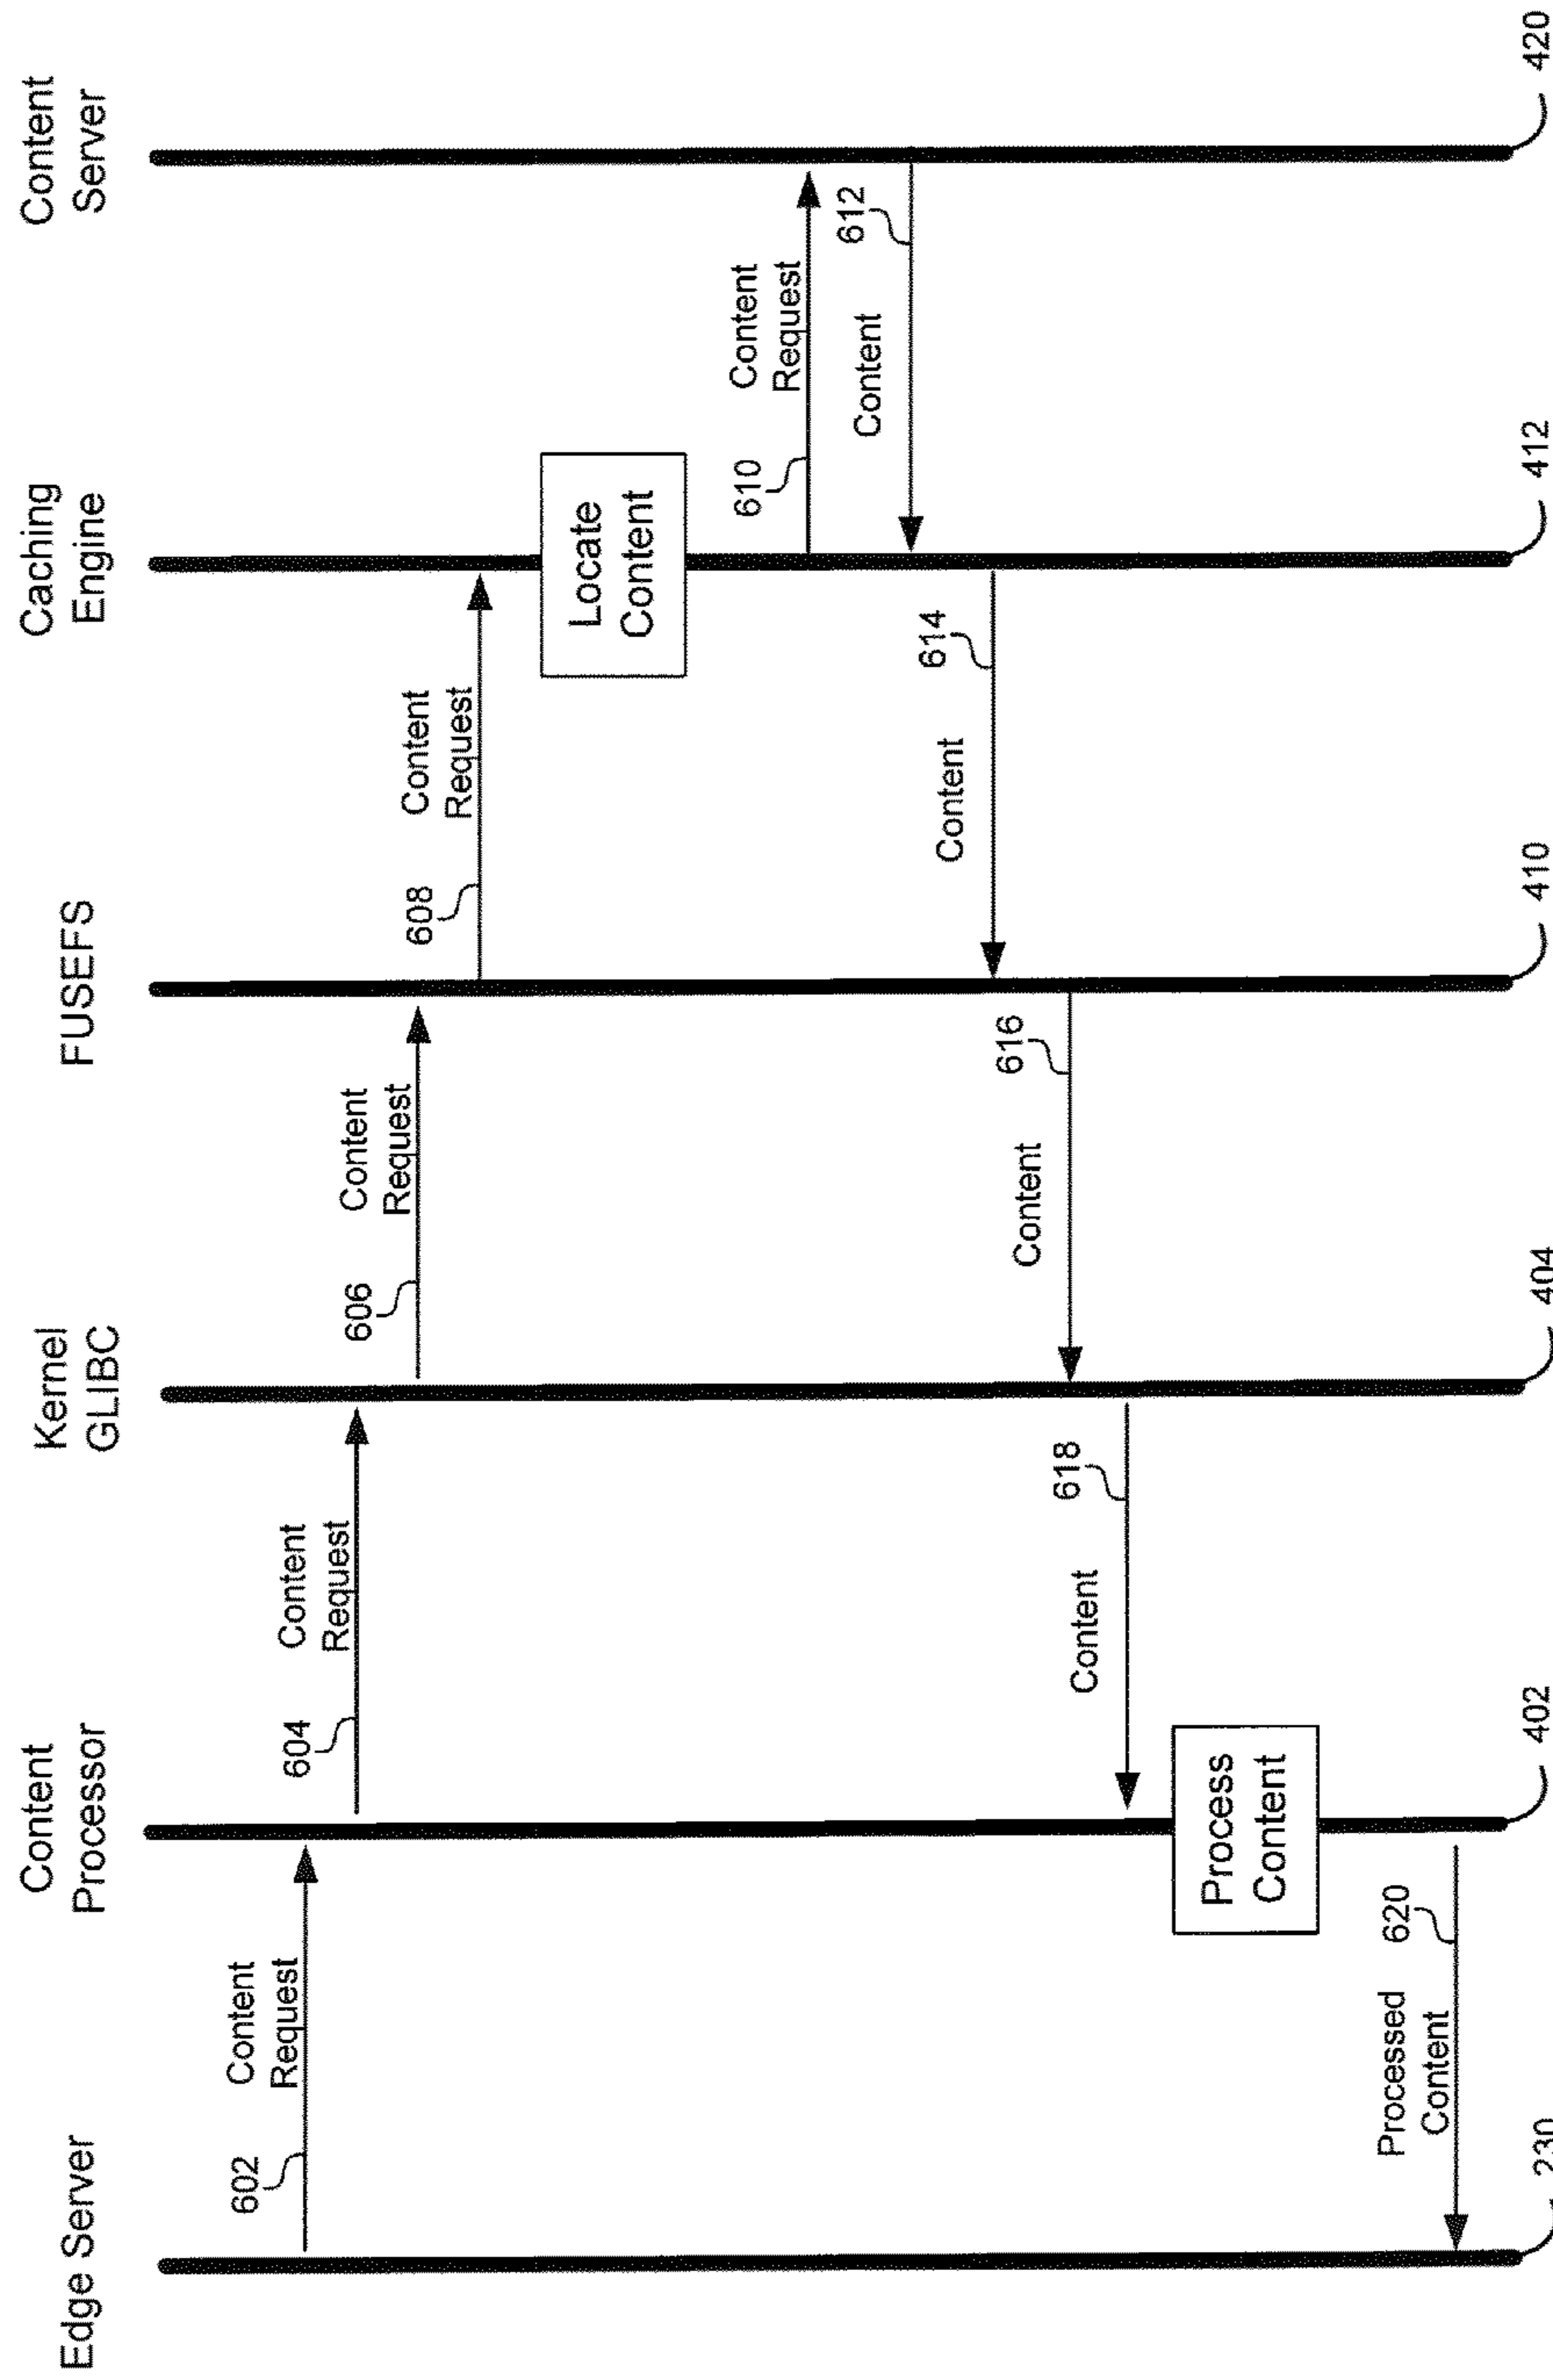 Edge Server
Content
Processor
Kernel
GLIBC
FUSEFS
Caching
Engine
Content
Server
602
Content
Request
604
Content
Request
606
Content
Request
608
Content
Request
Locate
Content
610
Content
Request
Content
612
Content
614
Content
616
Content
618
Process
Content
Processed
Content
620
230
402
404
410
412
420